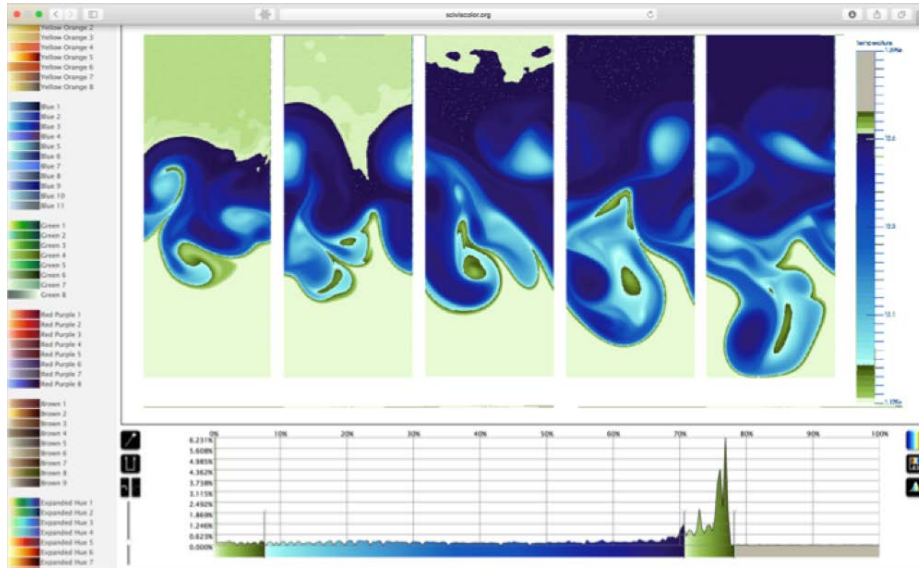 sciviscolor.org
Yellow Orange 2
Yellow Orange 3
Yellow Orange 4
Yellow Orange 5
Yellow Orange 6
Yellow Orange 7
Yellow Orange 8
Blue 1
Blue 2
Blue 3
Blue 4
Blue 5
Blue 6
Blue 7
Blue 8
Blue 9
Blue 10
Blue 11
Green 1
Green 2
Green 3
Green 4
Green 5
Green 6
Green 7
Green 8
Red Purple 1
Red Purple 2
Red Purple 3
Red Purple 4
Red Purple 5
Red Purple 6
Red Purple 7
Red Purple 8
Brown 1
Brown 2
Brown 3
Brown 4
Brown 5
Brown 6
Brown 7
Brown 8
Brown 9
Expanded Hue 1
Expanded Hue 2
Expanded Hue 3
Expanded Hue 4
Expanded Hue 5
Expanded Hue 6
Expanded Hue 7
Temperature
0% 10% 20% 30% 40% 50% 60% 70% 80% 100%
6.231%
5.608%
4.985%
4.362%
3.738%
3.115%
2.492%
1.869%
1.246%
0.623%
0.000%